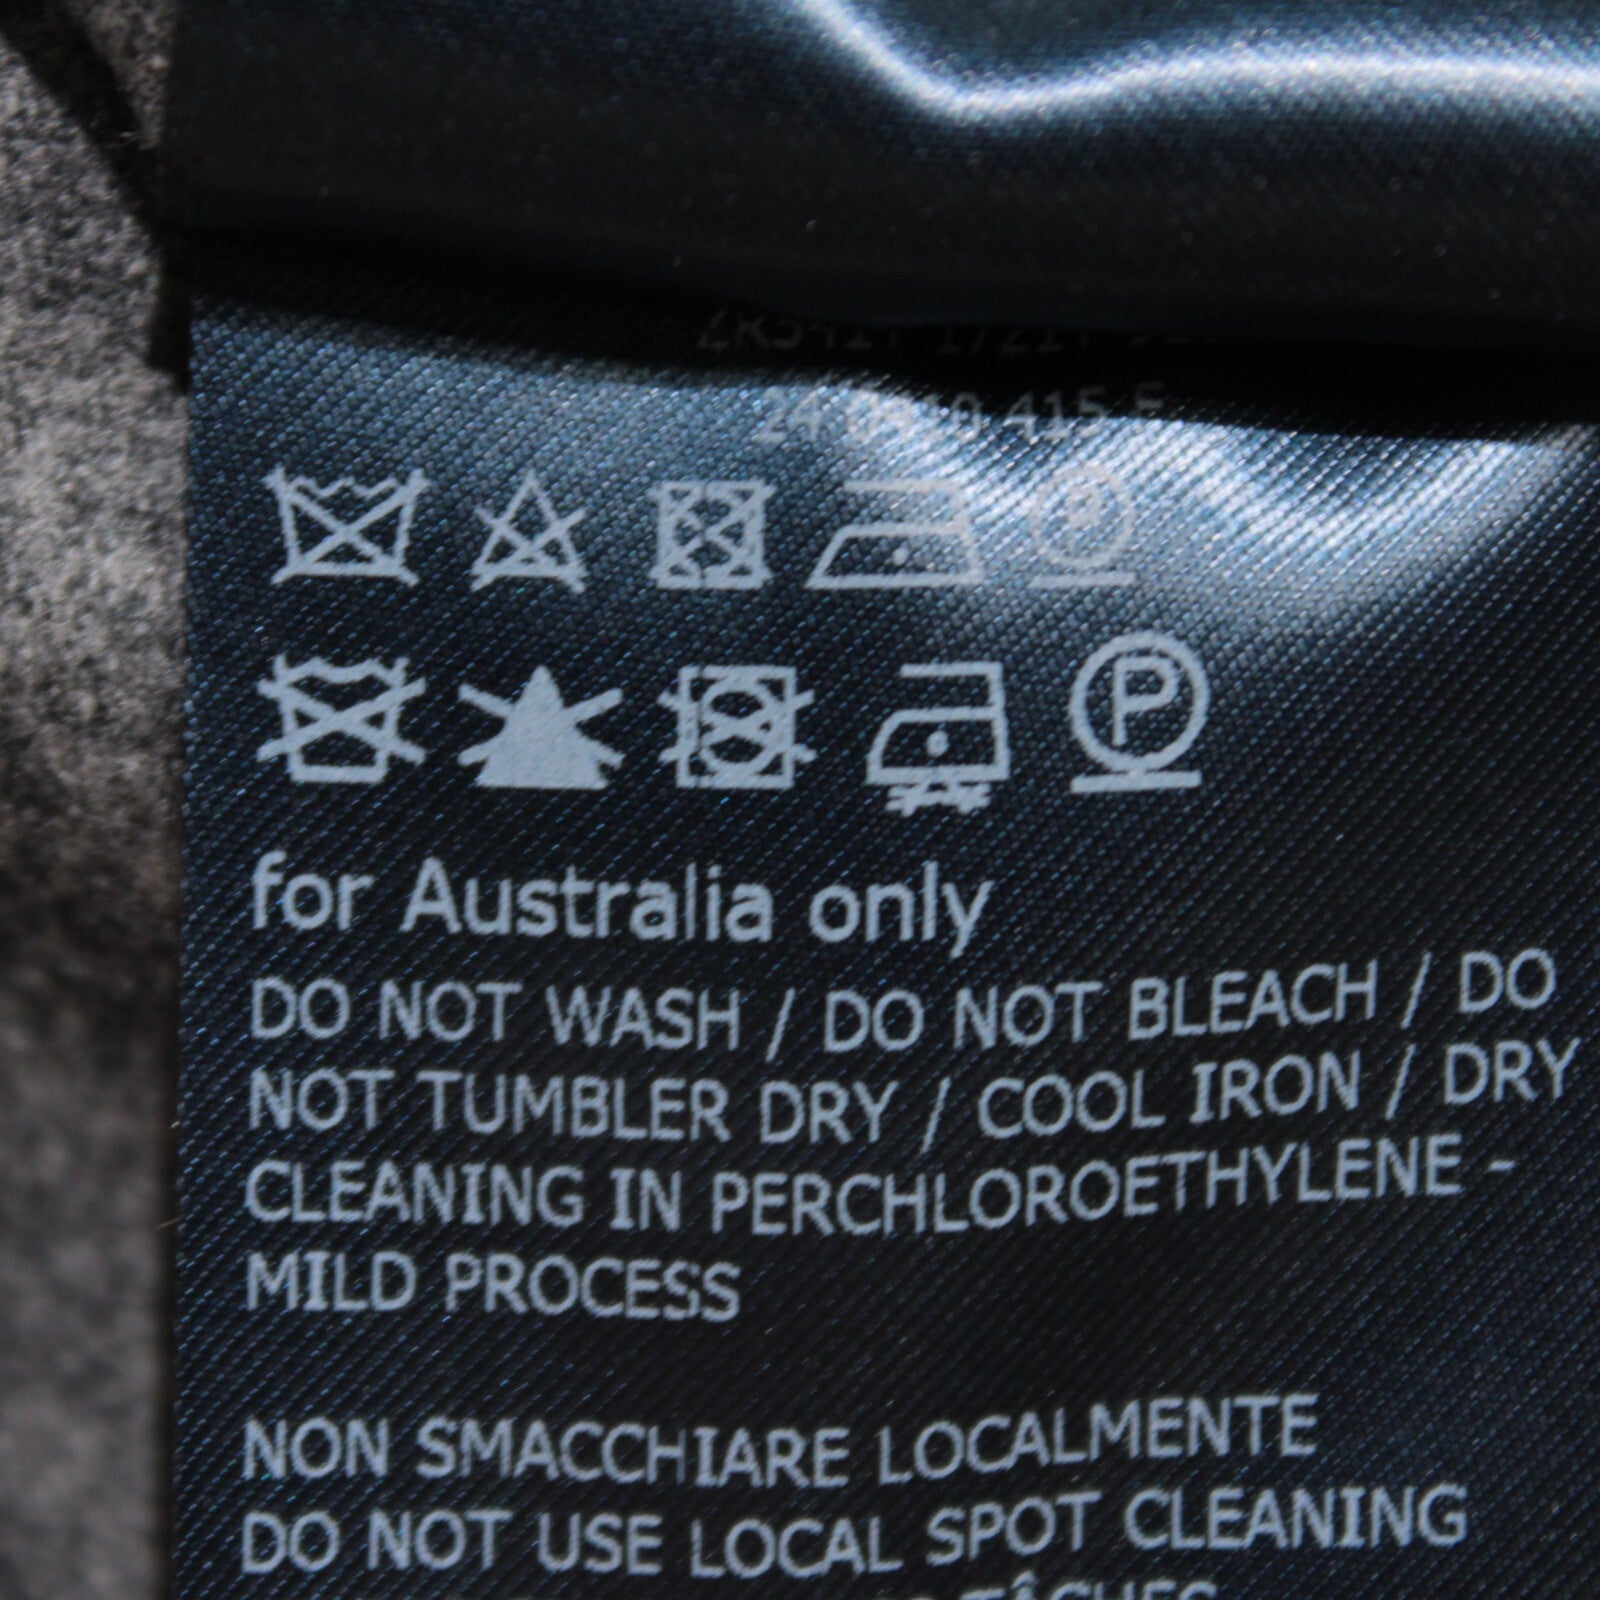 P
P
for Australia only
DO NOT WASH / DO NOT BLEACH / DO
NOT TUMBLER DRY / COOL IRON / DRY
CLEANING IN PERCHLOROETHYLENE -
MILD PROCESS
NON SMACCHIARE LOCALMENTE
DO NOT USE LOCAL SPOT CLEANING